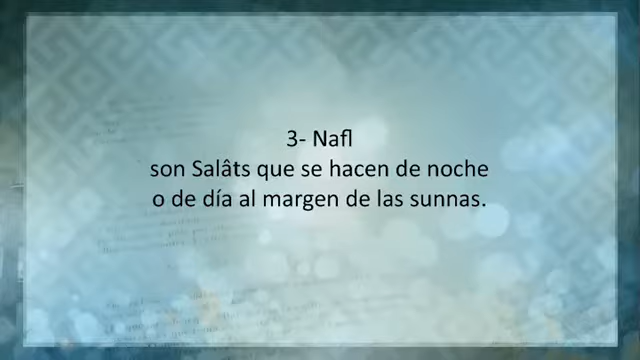 3- Nafl
son Salâts que se hacen de noche
o de día al margen de las sunnas.